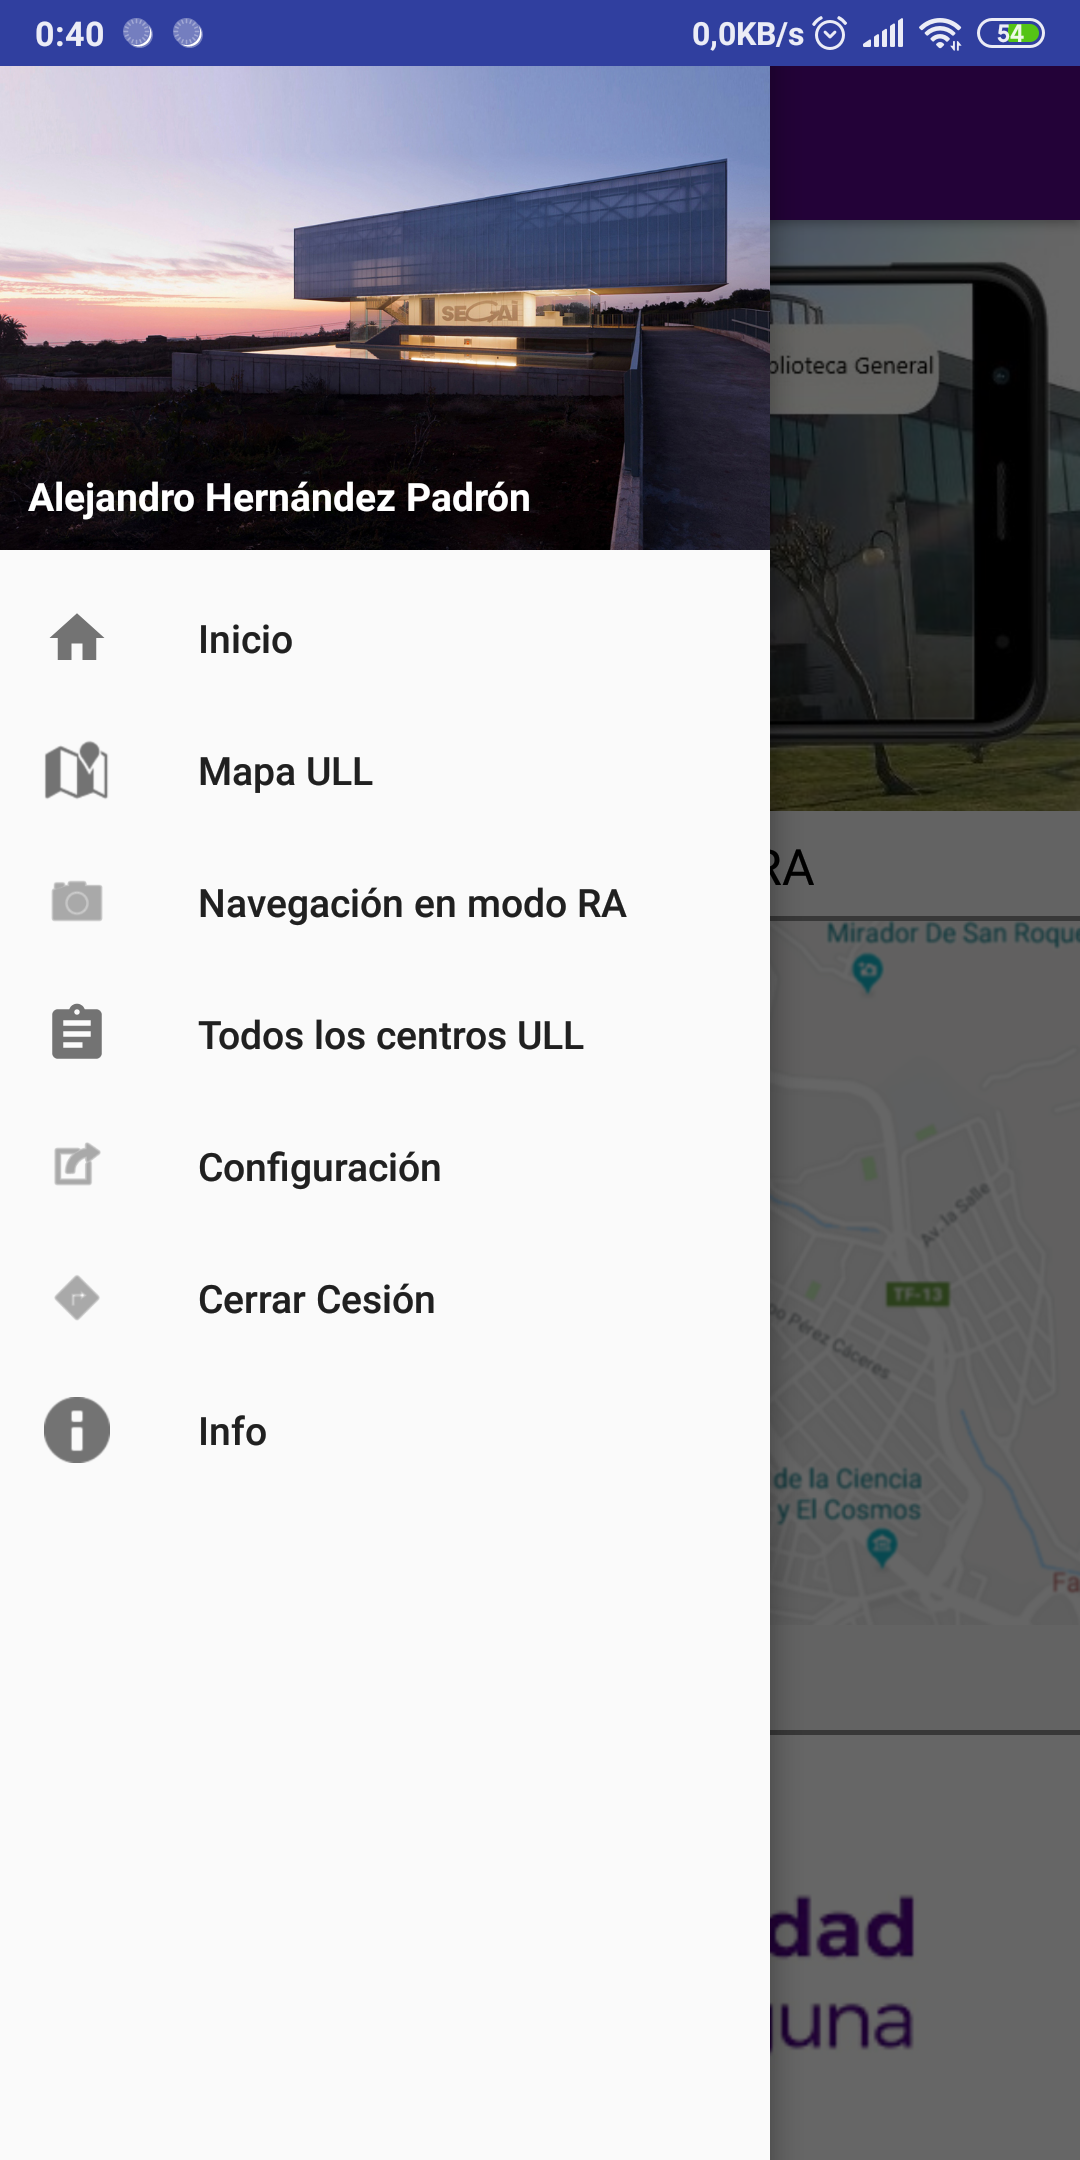 0:40
0,0KB/s
54
SEGAI
Alejandro Hernández Padrón
Inicio
Mapa ULL
Navegación en modo RA
Todos los centros ULL
Configuración
Cerrar Cesión
Info
blioteca General
RA
Mirador De San Roque
Av. la Salle
TF-13
Pérez Cáceres
de la Ciencia
y El Cosmos
Fa
dad
guna